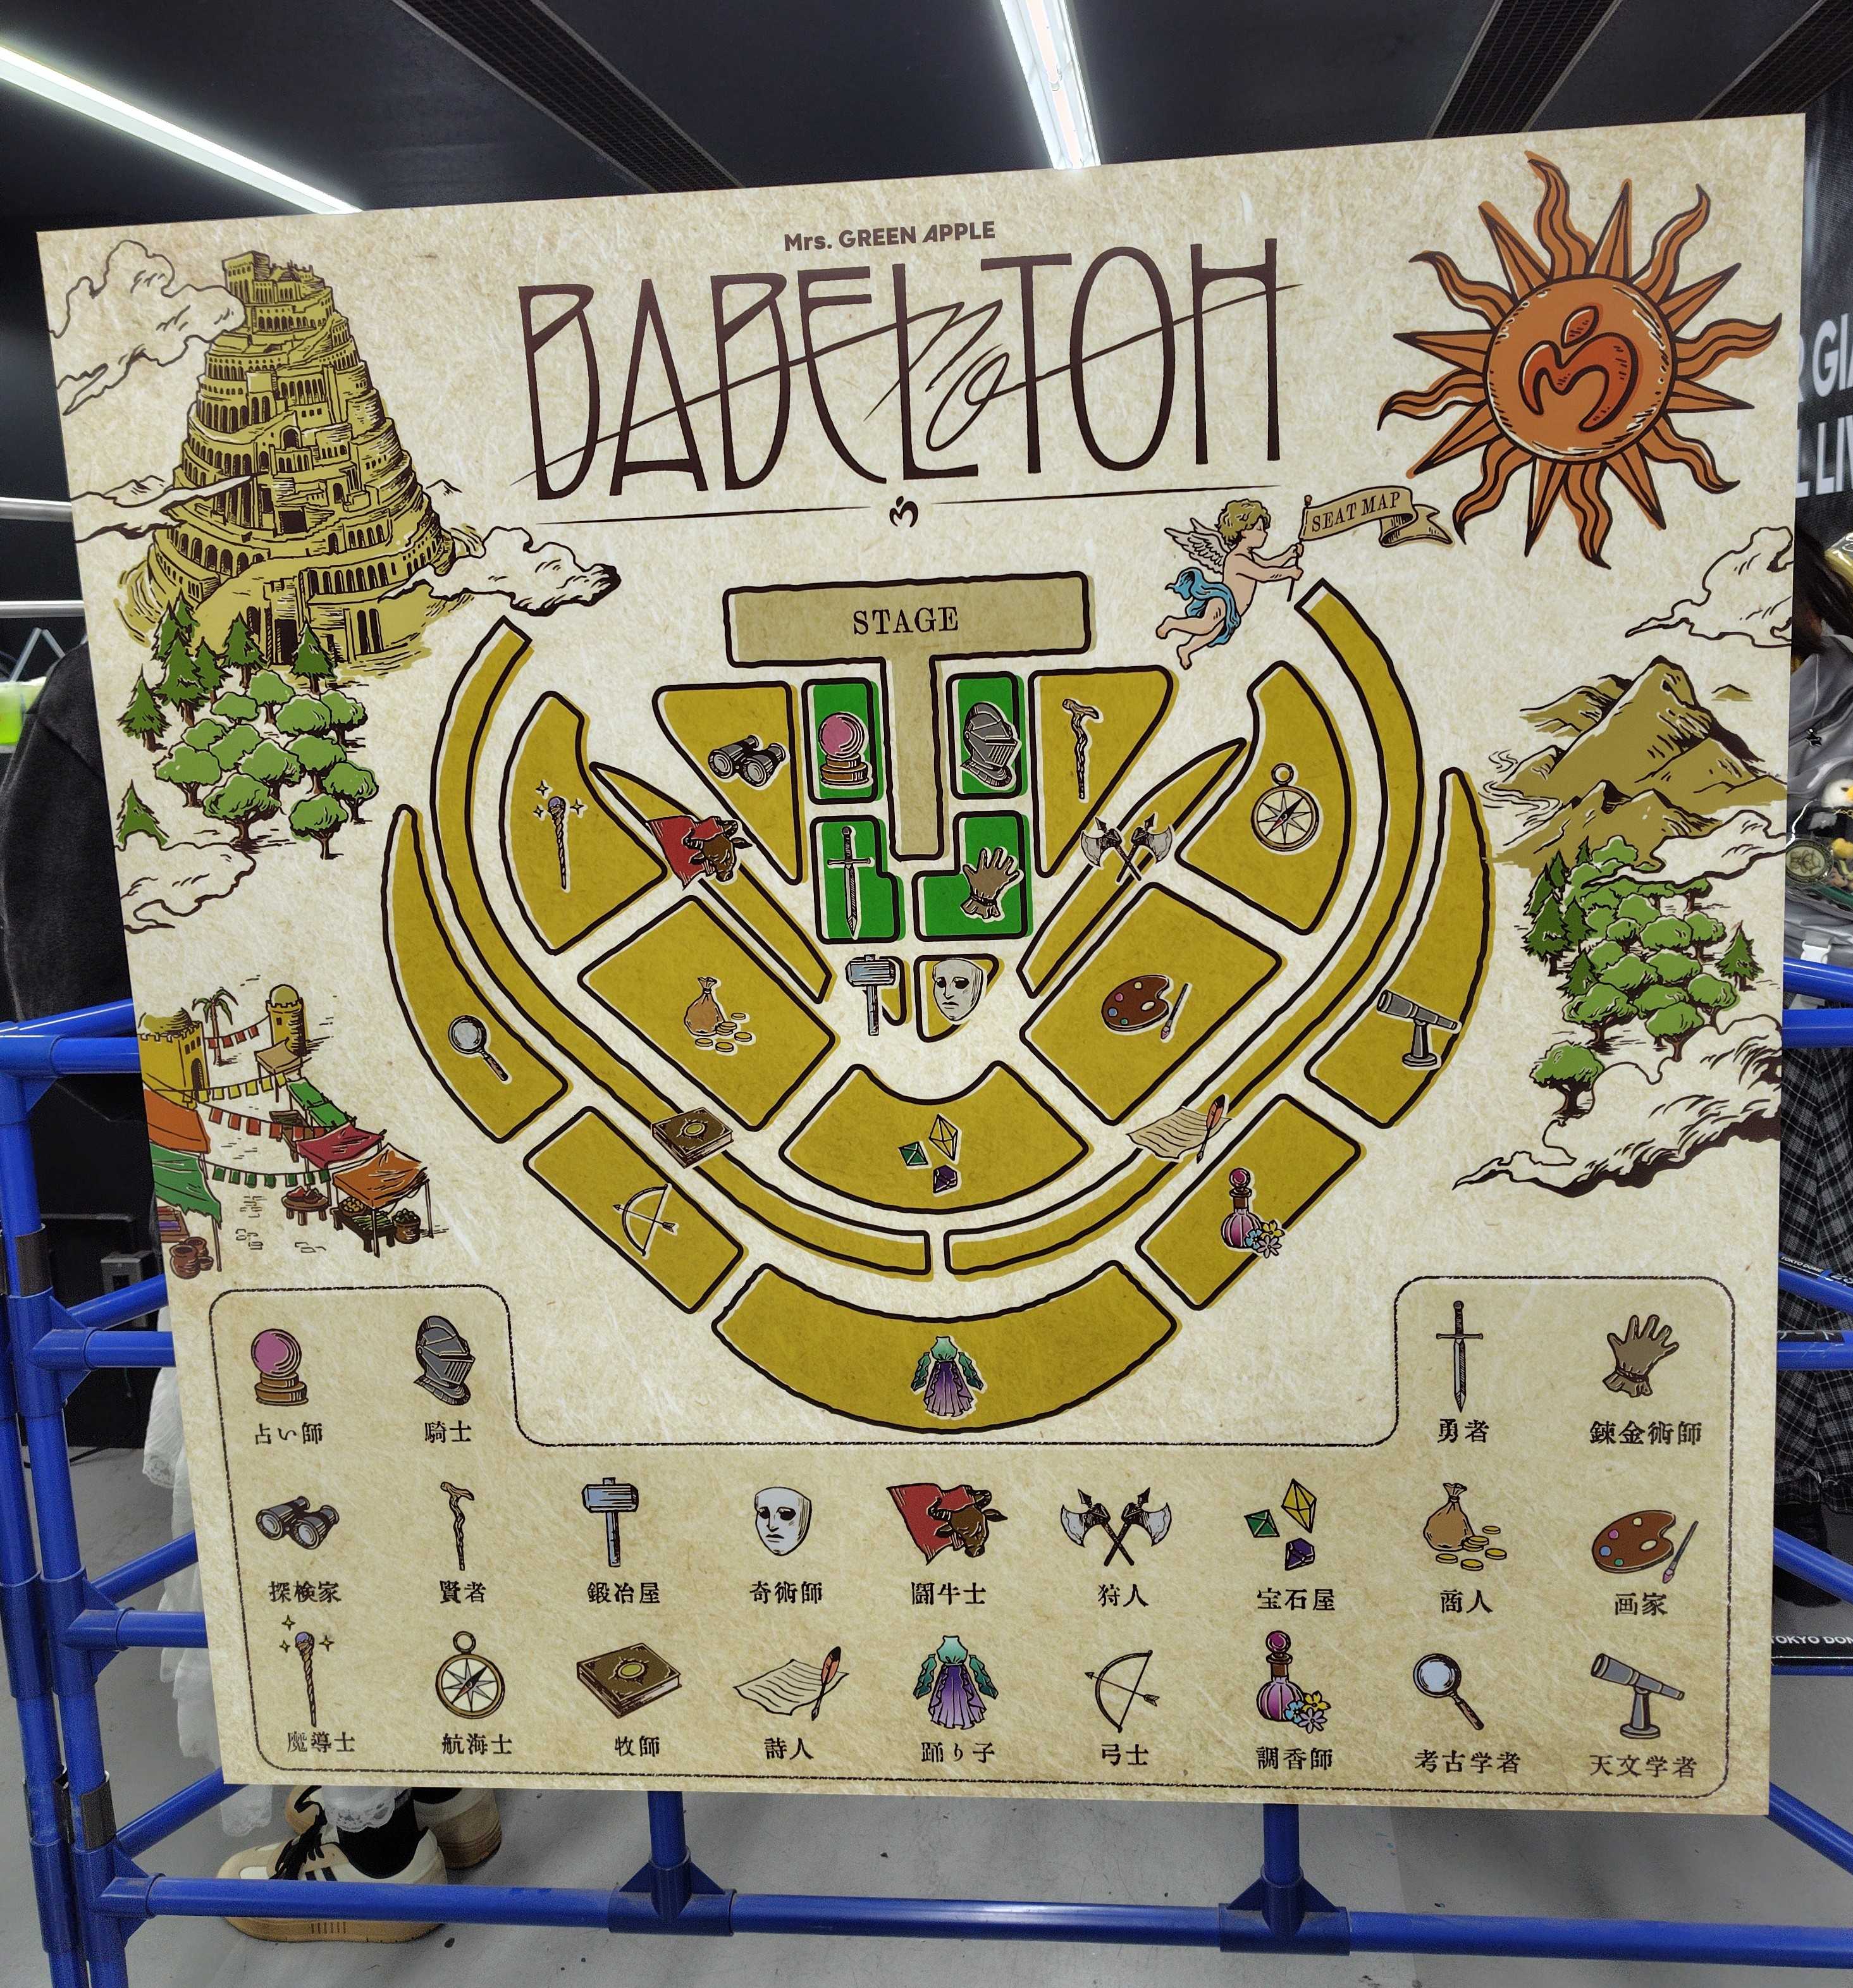 Mrs. GREEN APPLE
BABEL no TOH
SEAT MAP
STAGE
占い師
騎士
勇者
錬金術師
探検家
賢者
鍛冶屋
奇術師
闘牛士
狩人
宝石屋
商人
画家
魔導士
航海士
牧師
詩人
踊り子
弓士
調香師
考古学者
天文学者
TOKYO DOM